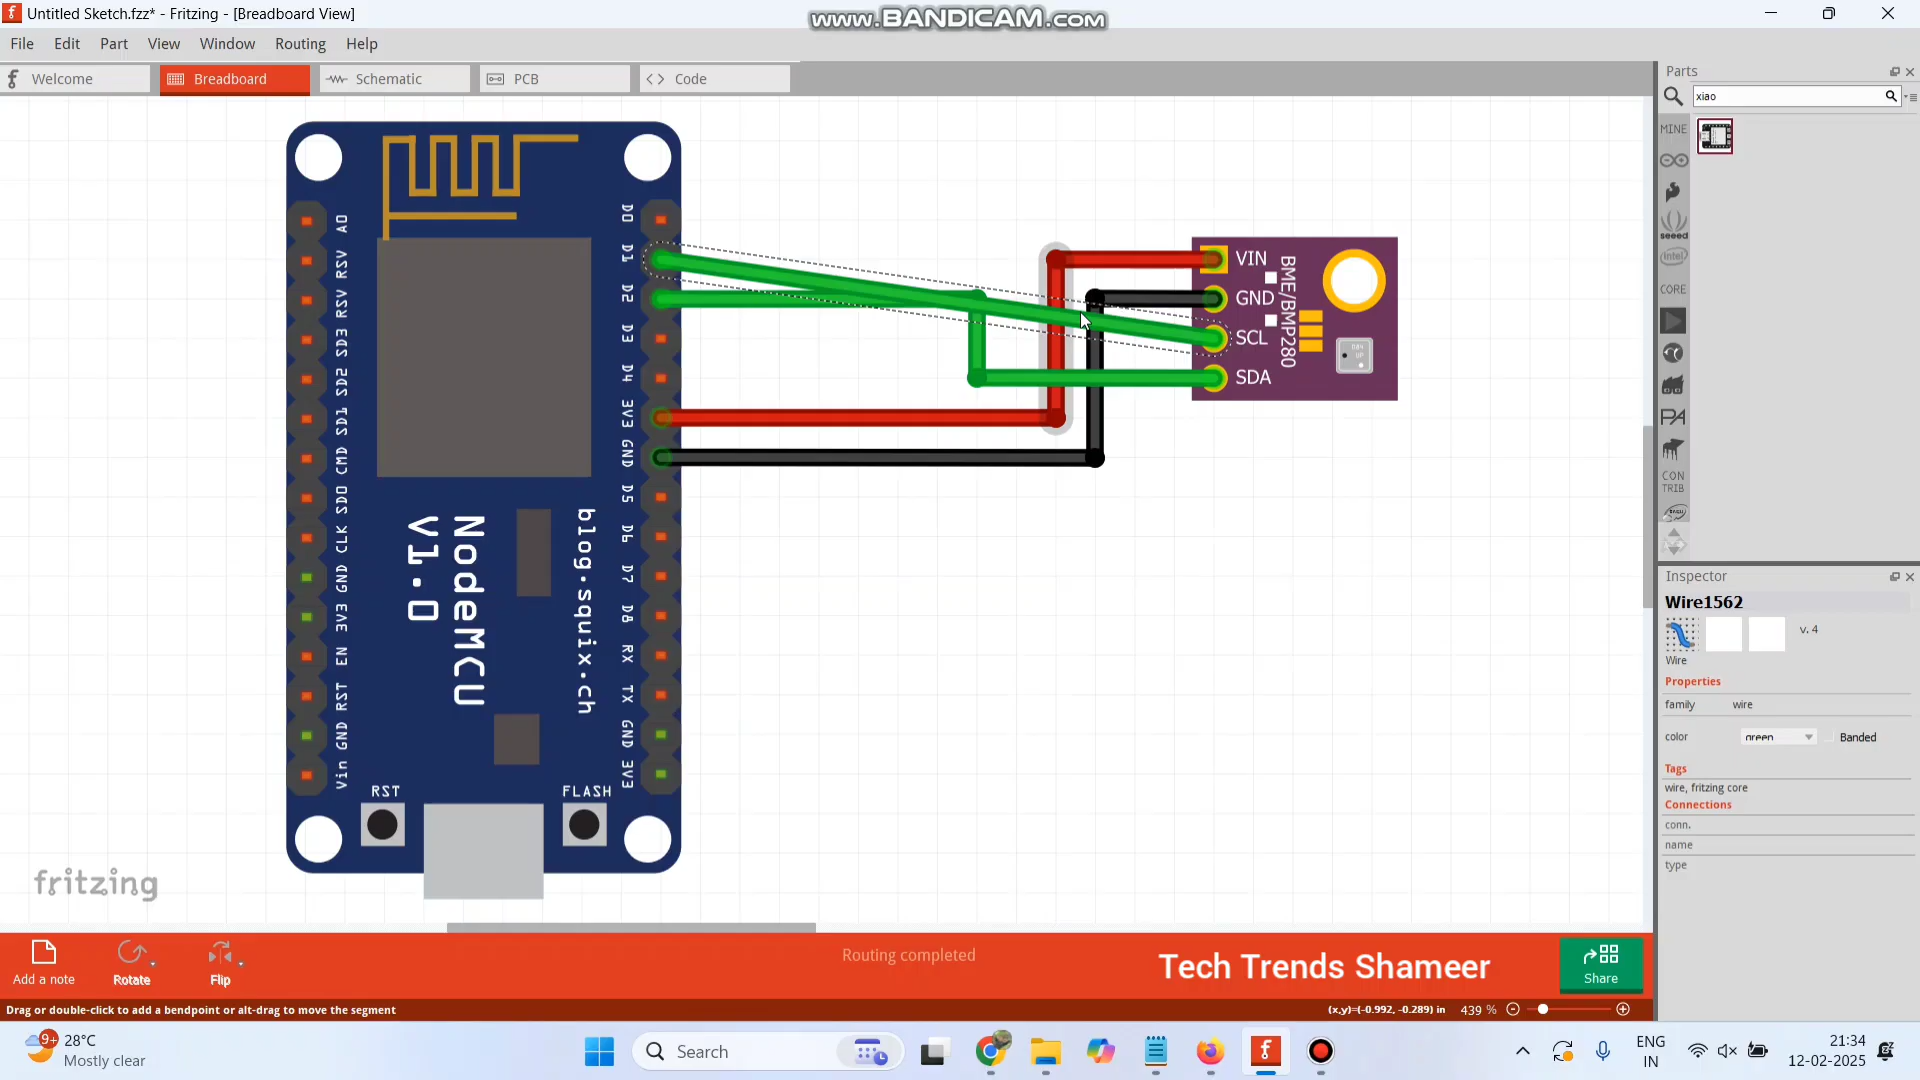 Untitled Sketch.fzz* - Fritzing - [Breadboard View]
www.BANDICAM.com
File Edit Part View Window Routing Help
Welcome
Breadboard
Schematic
PCB
Code
Parts
xiao
MINE
seeed
intel
CORE
PA
CON
TRIB
A0
RSV
RSV
SD3
SD2
SD1
CMD
SD0
CLK
GND
3V3
EN
RST
GND
Vin
D0
D1
D2
D3
D4
3V3
GND
D5
D6
D7
D8
RX
TX
GND
3V3
NodeMCU
V1.0
blog.squix.ch
RST
FLASH
VIN
GND
SCL
SDA
BME/BMP280
fritzing
Inspector
Wire1562
v. 4
Wire
Properties
family wire
color green Banded
Tags
wire, fritzing core
Connections
conn.
name
type
Add a note
Rotate
Flip
Routing completed
Tech Trends Shameer
Share
Drag or double-click to add a bendpoint or alt-drag to move the segment
(x,y)=(-0.992, -0.289) in 439 %
9+
28°C
Mostly clear
Search
ENG
IN
21:34
12-02-2025